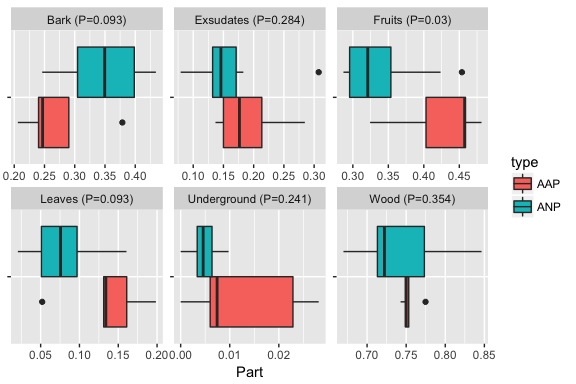 Bark (P=0.093) Exsudates (P=0.284) Fruits (P=0.03)
0.20 0.25 0.30 0.35 0.40 0.10 0.15 0.20 0.25 0.30 0.30 0.35 0.40 0.45
type
AAP
ANP
Leaves (P=0.093) Underground (P=0.241) Wood (P=0.354)
0.05 0.10 0.15 0.20 0.00 0.01 0.02 0.70 0.75 0.80 0.85
Part